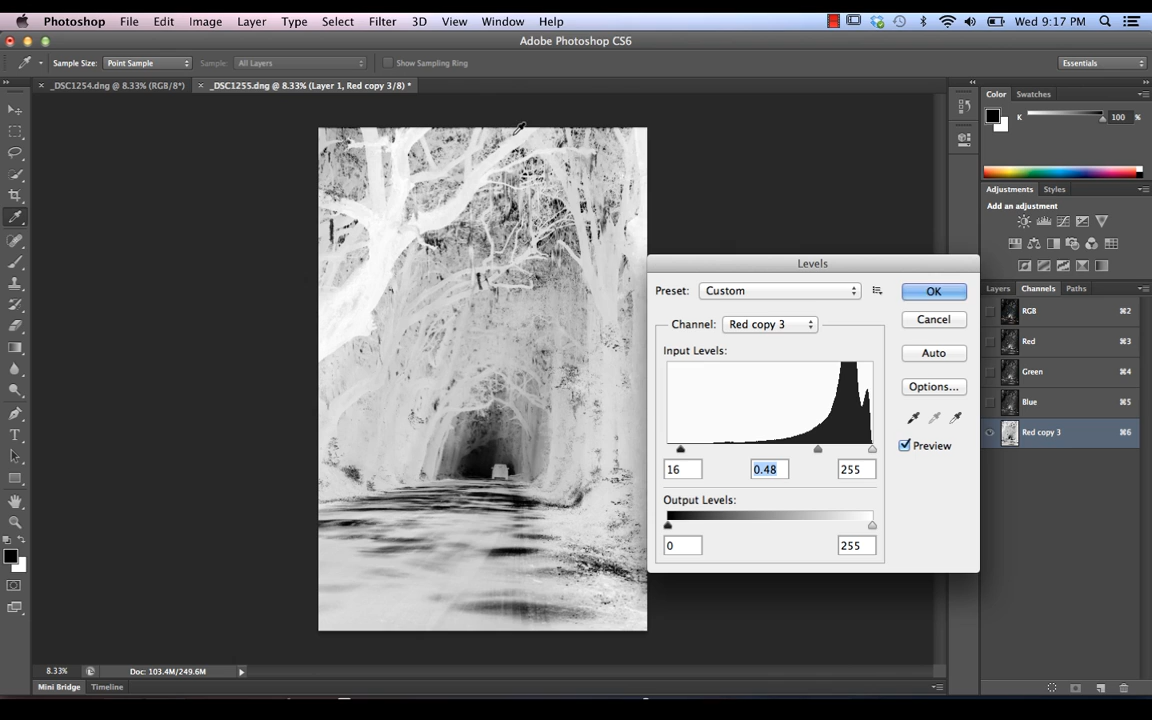 Photoshop File Edit Image Layer Type Select Filter 3D View Window Help Wed 9:17 PM
Adobe Photoshop CS6
Sample Size: Point Sample Sample: All Layers Show Sampling Ring Essentials
_DSC1254.dng @ 8.33% (RGB/8*) _DSC1255.dng @ 8.33% (Layer 1, Red copy 3/8) *
Color Swatches
K 100 %
Adjustments Styles
Add an adjustment
Levels
Preset: Custom OK
Channel: Red copy 3 Cancel
Input Levels:
Auto
Options...
Preview
16 0.48 255
Output Levels:
0 255
Layers Channels Paths
RGB ⌘2
Red ⌘3
Green ⌘4
Blue ⌘5
Red copy 3 ⌘6
8.33% Doc: 103.4M/249.6M
Mini Bridge Timeline